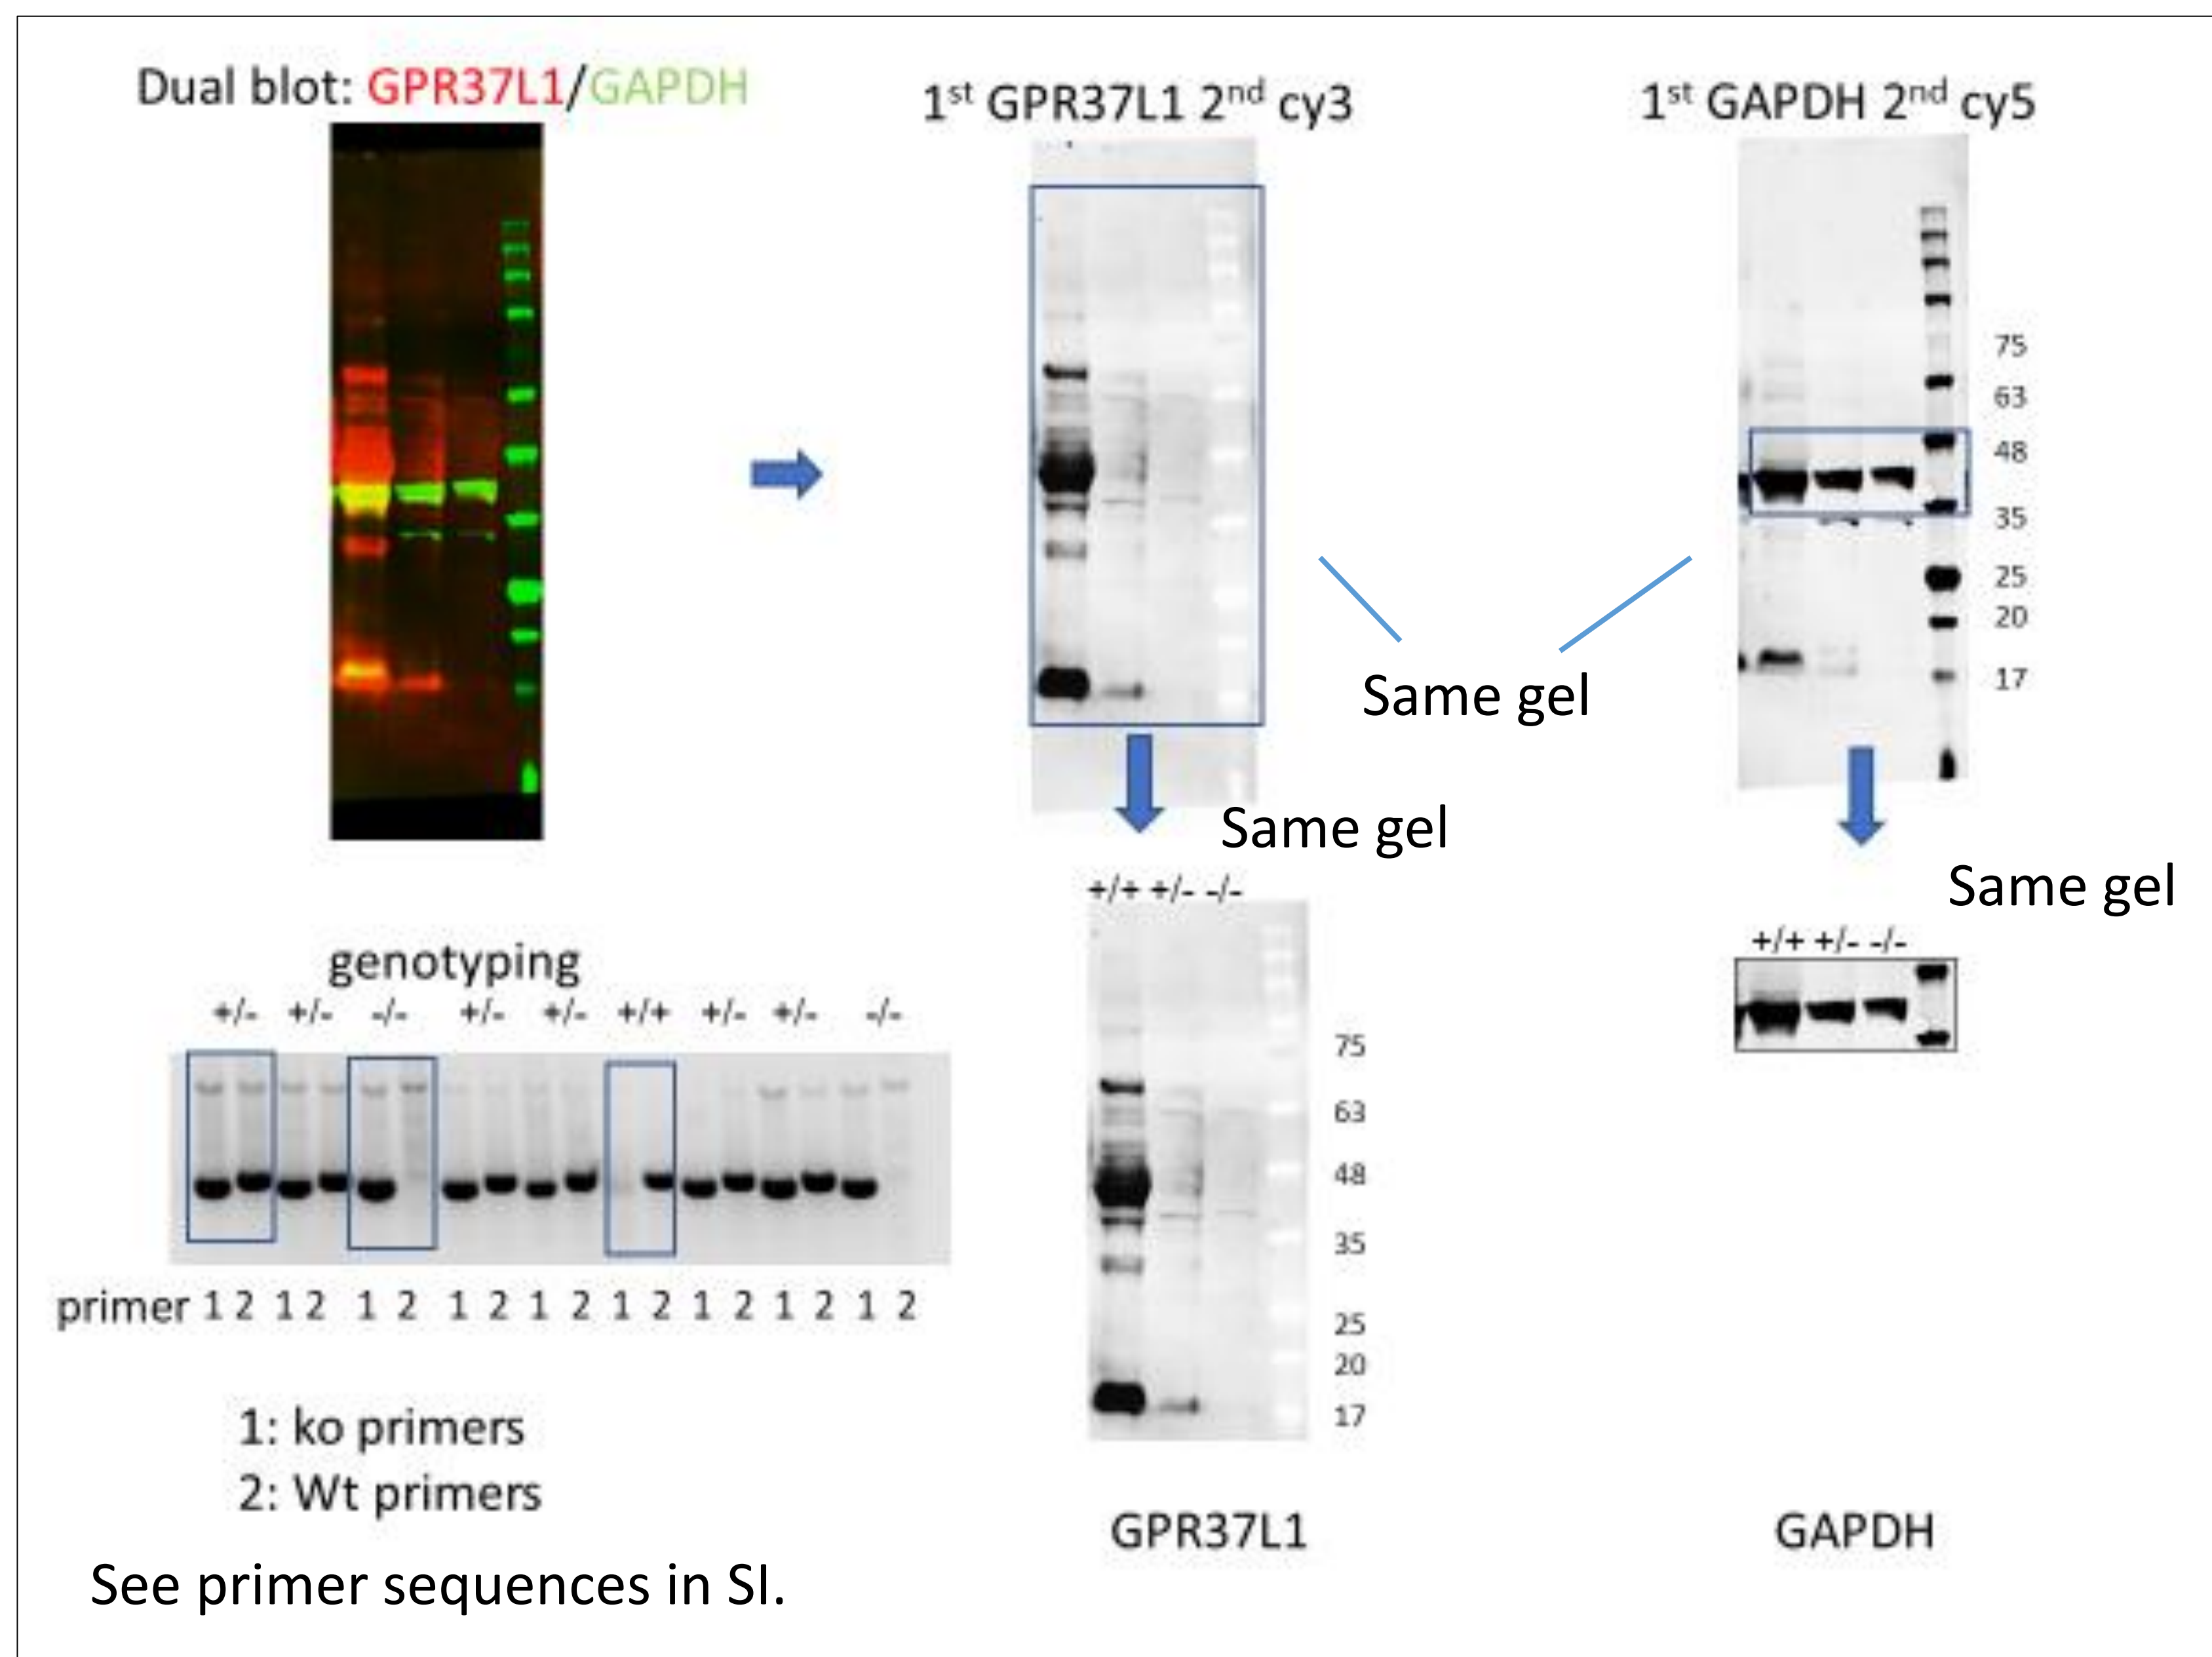 Dual blot: GPR37L1/GAPDH
1st GPR37L1 2nd cy3
1st GAPDH 2nd cy5
75
63
48
35
25
20
17
Same gel
Same gel
Same gel
+/+ +/- -/-
75
63
48
35
25
20
17
GPR37L1
+/+ +/- -/-
GAPDH
genotyping
+/- +/- -/- +/- +/- +/+ +/- +/- -/-
primer 1 2 1 2 1 2 1 2 1 2 1 2 1 2 1 2 1 2
1: ko primers
2: Wt primers
See primer sequences in SI.